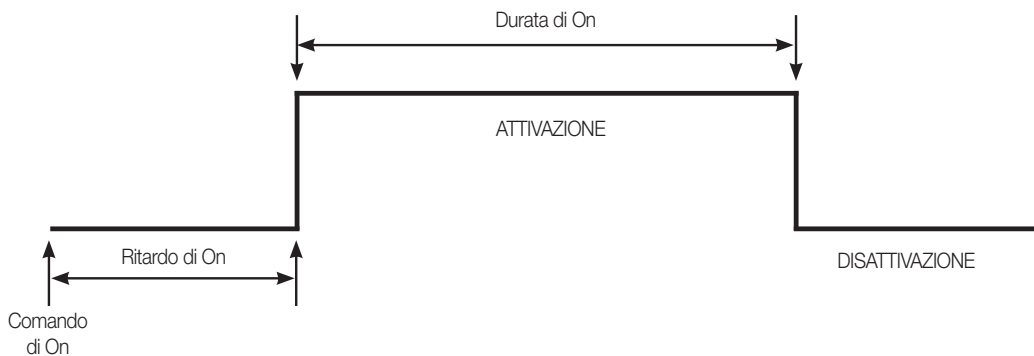 Durata di On
ATTIVAZIONE
Ritardo di On
DISATTIVAZIONE
Comando
di On